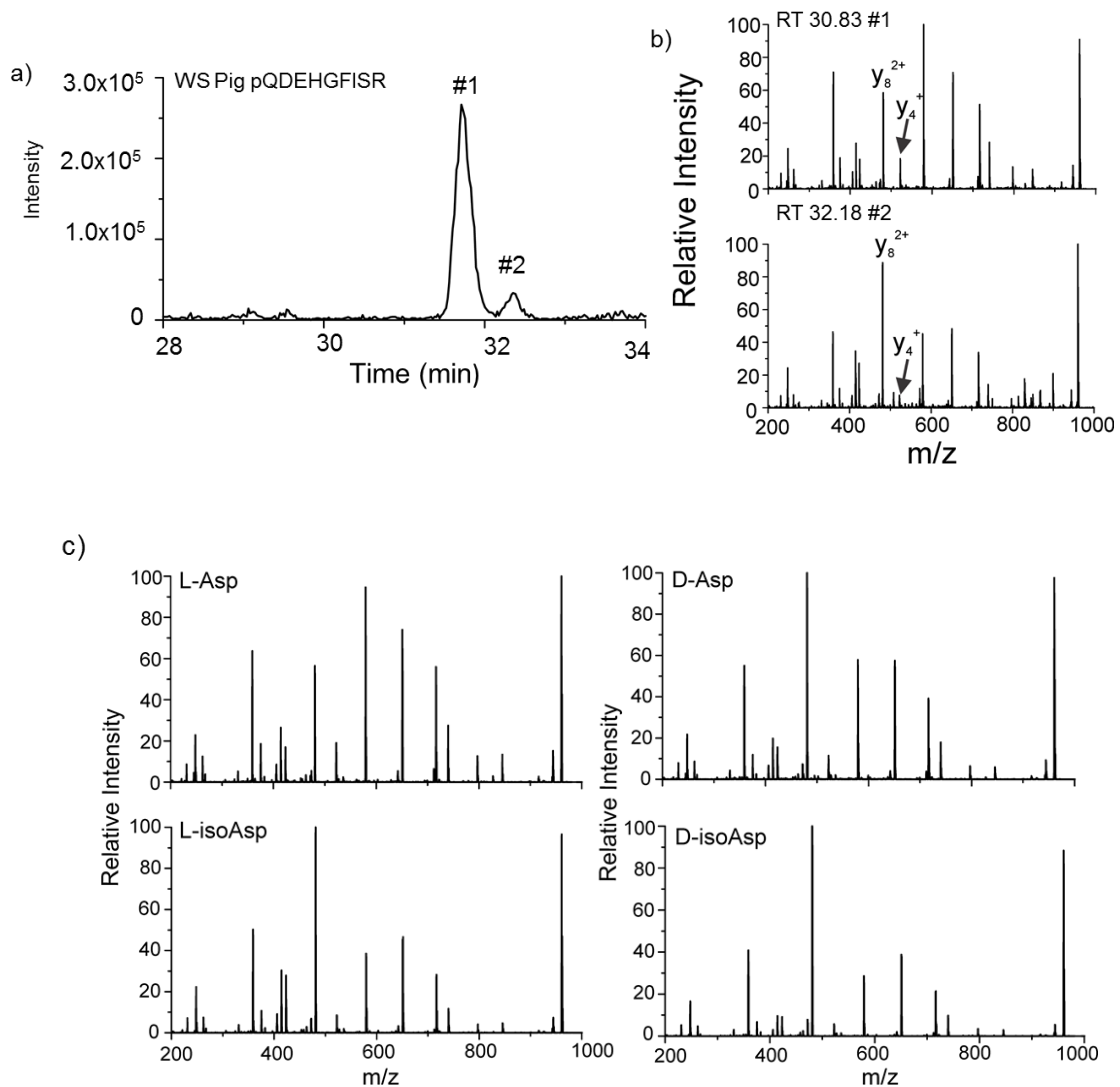 a)
WS Pig pQDEHGFISR
#1
#2
3.0x10⁵
2.0x10⁵
1.0x10⁵
0
Intensity
28 30 32 34
Time (min)
b)
RT 30.83 #1
100
80
60
40
20
0
y₈²⁺
y₄⁺
RT 32.18 #2
100
80
60
40
20
0
y₈²⁺
y₄⁺
Relative Intensity
200 400 600 800 1000
m/z
c)
L-Asp
100
80
60
40
20
0
D-Asp
100
80
60
40
20
0
L-isoAsp
100
80
60
40
20
0
Relative Intensity
200 400 600 800 1000
m/z
D-isoAsp
100
80
60
40
20
0
Relative Intensity
200 400 600 800 1000
m/z